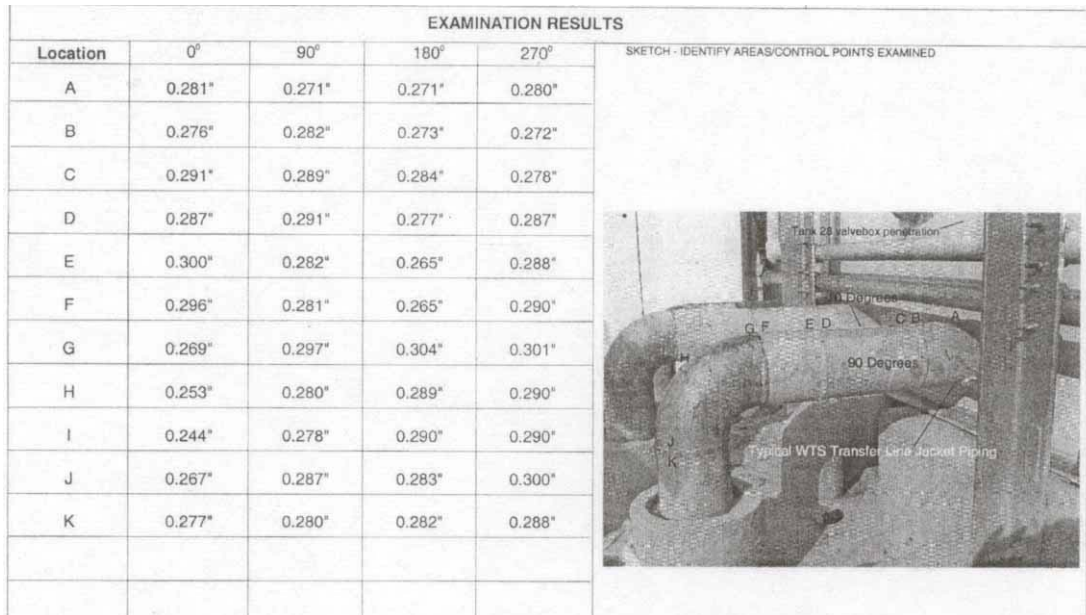 EXAMINATION RESULTS
Location 0° 90° 180° 270°
SKETCH - IDENTIFY AREAS/CONTROL POINTS EXAMINED
A 0.281" 0.271" 0.271" 0.280"
B 0.276" 0.282" 0.273" 0.272"
C 0.291" 0.289" 0.284" 0.278"
D 0.287" 0.291" 0.277" 0.287"
E 0.300" 0.282" 0.265" 0.288"
F 0.296" 0.281" 0.265" 0.290"
G 0.269" 0.297" 0.304" 0.301"
H 0.253" 0.280" 0.289" 0.290"
I 0.244" 0.278" 0.290" 0.290"
J 0.267" 0.287" 0.283" 0.300"
K 0.277" 0.280" 0.282" 0.288"
Tank 28 valvebox penetration
Degrees
G F E D C B A
90 Degrees
H
J
K
Typical WTS Transfer Line Jacket Piping